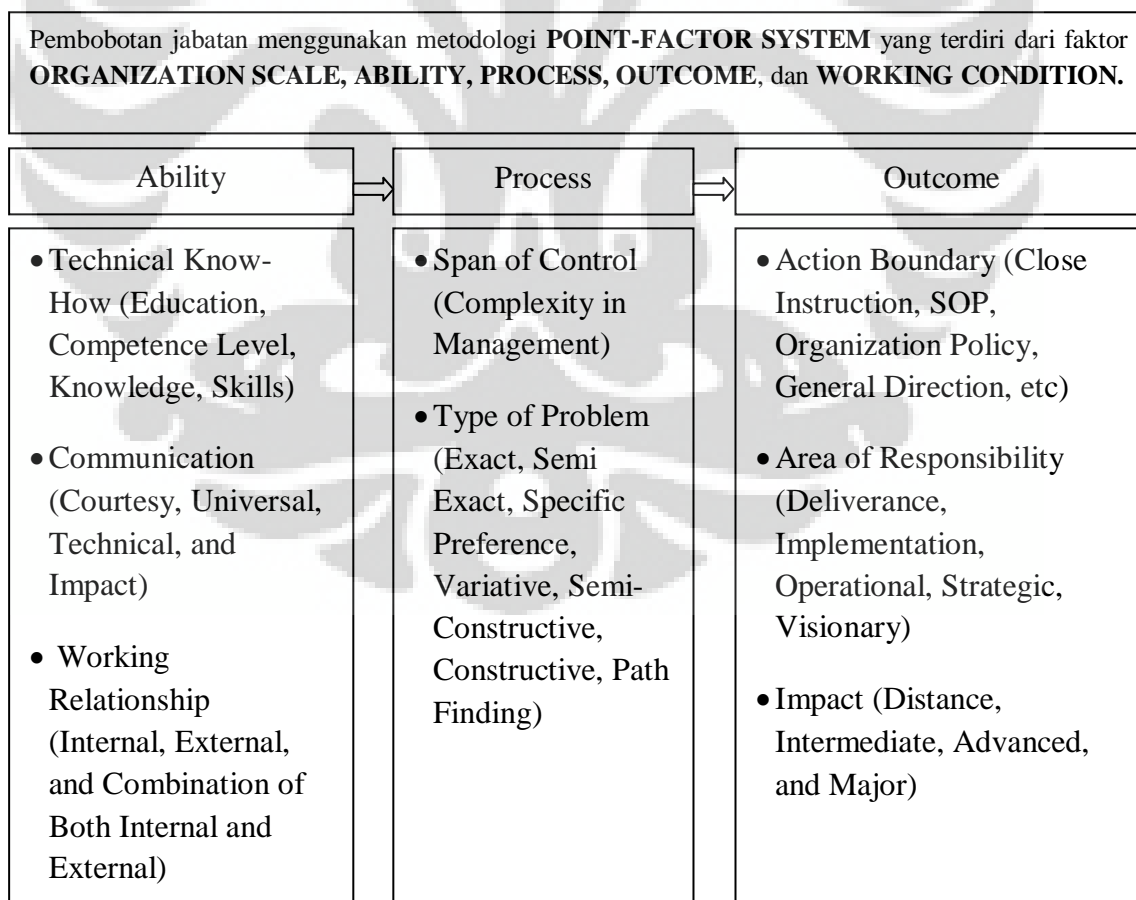 Pembobotan jabatan menggunakan metodologi POINT-FACTOR SYSTEM yang terdiri dari faktor
ORGANIZATION SCALE, ABILITY, PROCESS, OUTCOME, dan WORKING CONDITION.
Ability
Process
Outcome
• Technical Know-
How (Education,
Competence Level,
Knowledge, Skills)
• Communication
(Courtesy, Universal,
Technical, and
Impact)
• Working
Relationship
(Internal, External,
and Combination of
Both Internal and
External)
• Span of Control
(Complexity in
Management)
• Type of Problem
(Exact, Semi
Exact, Specific
Preference,
Variative, Semi-
Constructive,
Constructive, Path
Finding)
• Action Boundary (Close
Instruction, SOP,
Organization Policy,
General Direction, etc)
• Area of Responsibility
(Deliverance,
Implementation,
Operational, Strategic,
Visionary)
• Impact (Distance,
Intermediate, Advanced,
and Major)